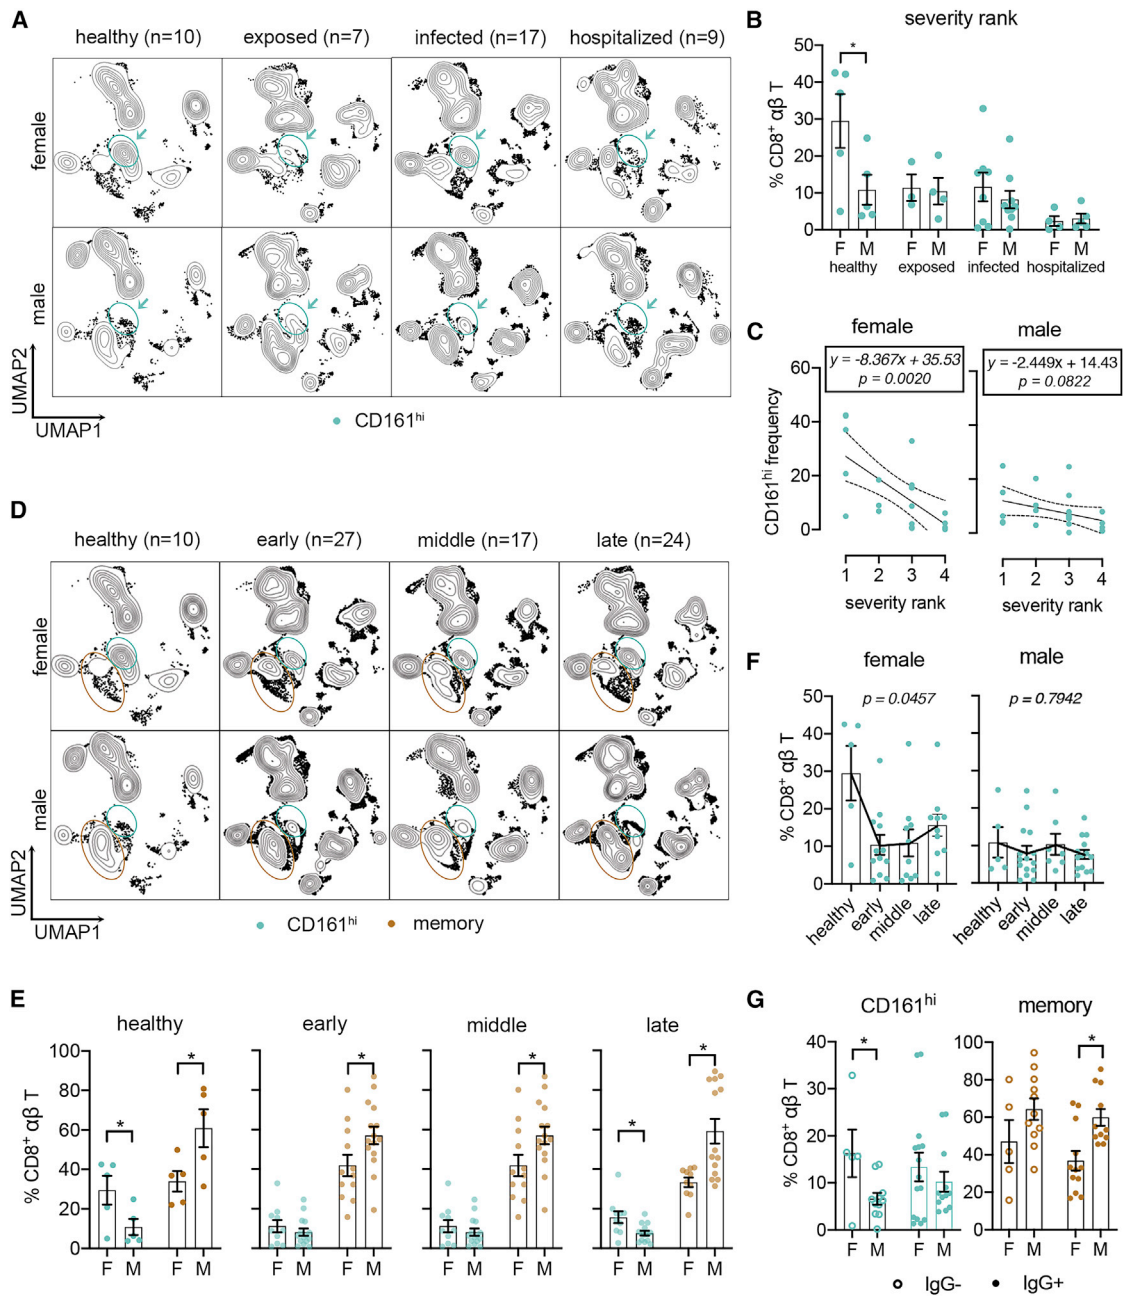 A
healthy (n=10) exposed (n=7) infected (n=17) hospitalized (n=9)
female
male
UMAP2
UMAP1
CD161hi
B
severity rank
% CD8+ αβ T
50
40
30
20
10
0
*
F M F M F M F M
healthy exposed infected hospitalized
C
female male
y = -8.367x + 35.53
p = 0.0020
y = -2.449x + 14.43
p = 0.0822
CD161hi frequency
60
40
20
0
1 2 3 4 1 2 3 4
severity rank severity rank
D
healthy (n=10) early (n=27) middle (n=17) late (n=24)
female
male
UMAP2
UMAP1
CD161hi memory
F
female male
p = 0.0457 p = 0.7942
% CD8+ αβ T
50
40
30
20
10
0
healthy early middle late healthy early middle late
E
healthy early middle late
% CD8+ αβ T
100
80
60
40
20
0
* * * * * *
F M F M F M F M F M F M F M F M
G
CD161hi memory
% CD8+ αβ T
40
30
20
10
0
100
80
60
40
20
0
* *
F M F M F M F M
IgG- IgG+